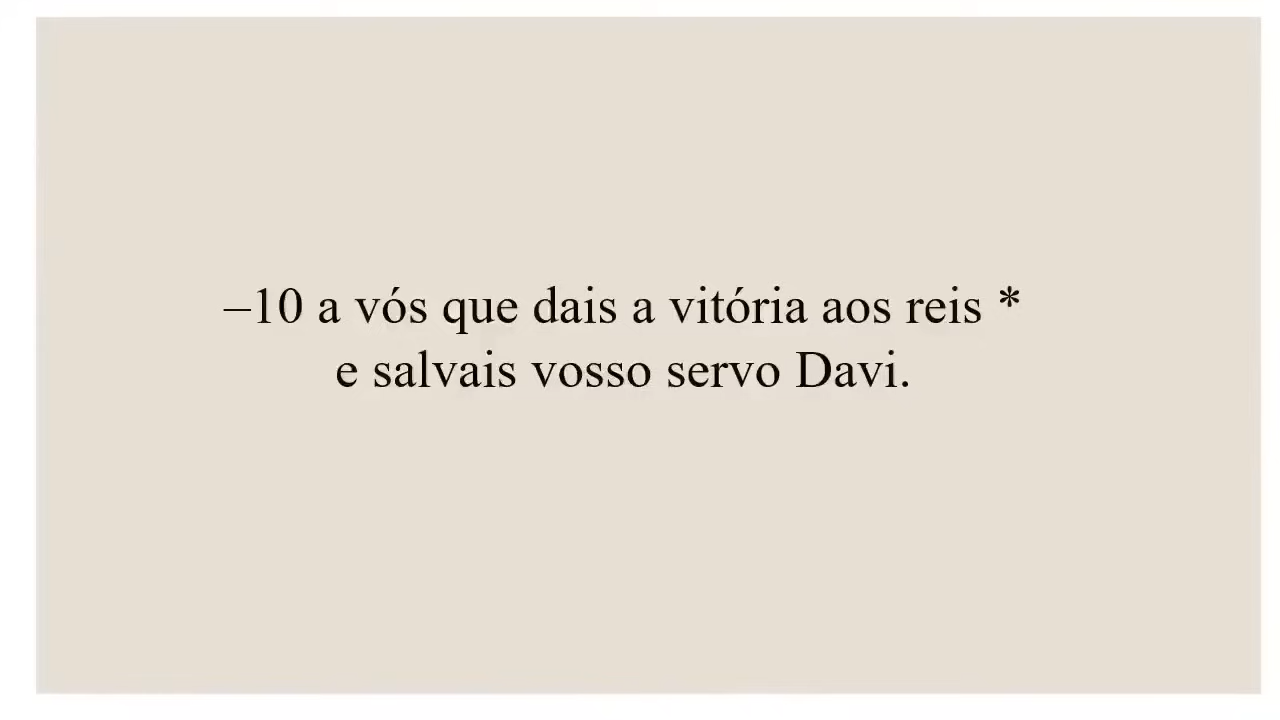 –10 a vós que dais a vitória aos reis *
e salvais vosso servo Davi.